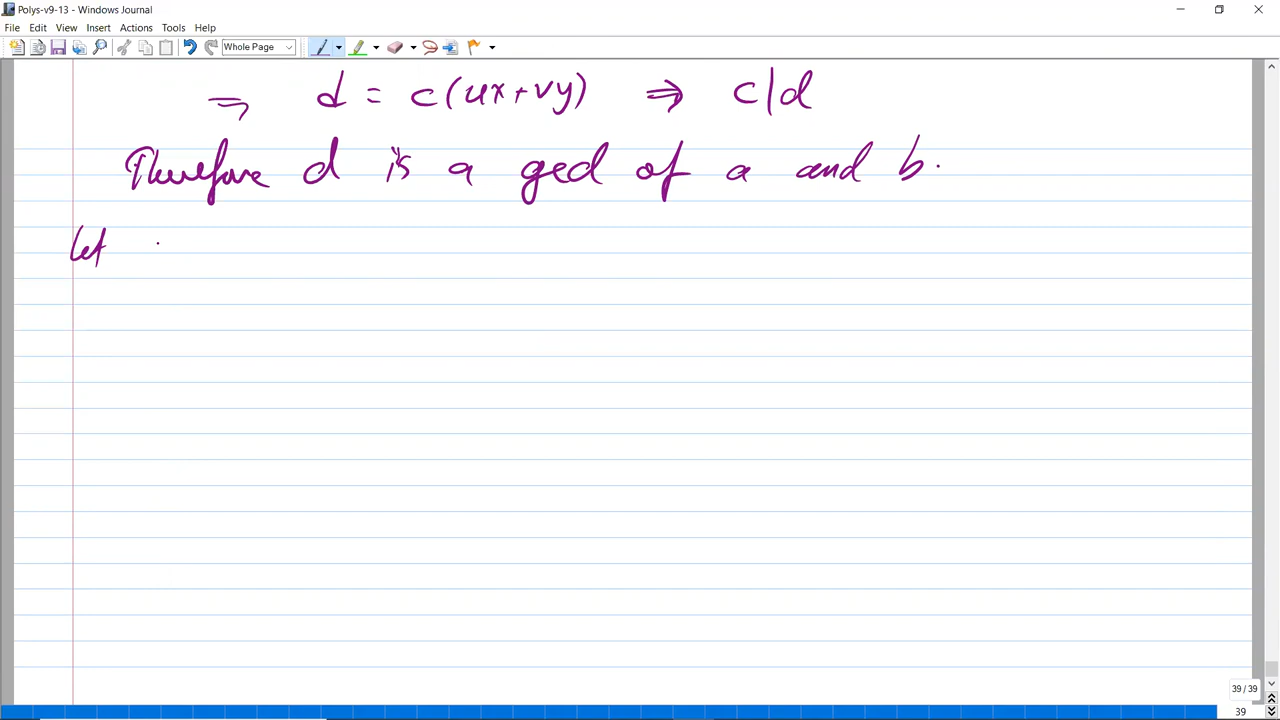 Polys-v9-13 - Windows Journal
File Edit View Insert Actions Tools Help
Whole Page
⇒ d = c(ux+vy) ⇒ c|d
Therefore d is a gcd of a and b.
Let
39 / 39
39